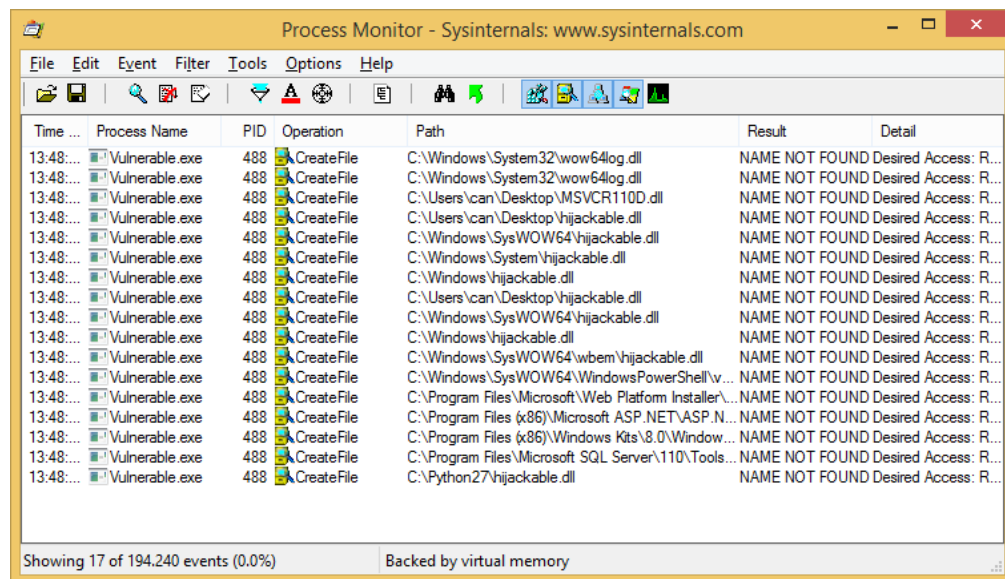 Process Monitor - Sysinternals: www.sysinternals.com
File Edit Event Filter Tools Options Help
Time ... Process Name PID Operation Path Result Detail
13:48:... Vulnerable.exe 488 CreateFile C:\Windows\System32\wow64log.dll NAME NOT FOUND Desired Access: R...
13:48:... Vulnerable.exe 488 CreateFile C:\Windows\System32\wow64log.dll NAME NOT FOUND Desired Access: R...
13:48:... Vulnerable.exe 488 CreateFile C:\Users\can\Desktop\MSVCR110D.dll NAME NOT FOUND Desired Access: R...
13:48:... Vulnerable.exe 488 CreateFile C:\Users\can\Desktop\hijackable.dll NAME NOT FOUND Desired Access: R...
13:48:... Vulnerable.exe 488 CreateFile C:\Windows\SysWOW64\hijackable.dll NAME NOT FOUND Desired Access: R...
13:48:... Vulnerable.exe 488 CreateFile C:\Windows\System\hijackable.dll NAME NOT FOUND Desired Access: R...
13:48:... Vulnerable.exe 488 CreateFile C:\Windows\hijackable.dll NAME NOT FOUND Desired Access: R...
13:48:... Vulnerable.exe 488 CreateFile C:\Users\can\Desktop\hijackable.dll NAME NOT FOUND Desired Access: R...
13:48:... Vulnerable.exe 488 CreateFile C:\Windows\SysWOW64\hijackable.dll NAME NOT FOUND Desired Access: R...
13:48:... Vulnerable.exe 488 CreateFile C:\Windows\hijackable.dll NAME NOT FOUND Desired Access: R...
13:48:... Vulnerable.exe 488 CreateFile C:\Windows\SysWOW64\wbem\hijackable.dll NAME NOT FOUND Desired Access: R...
13:48:... Vulnerable.exe 488 CreateFile C:\Windows\SysWOW64\WindowsPowerShell\v... NAME NOT FOUND Desired Access: R...
13:48:... Vulnerable.exe 488 CreateFile C:\Program Files\Microsoft\Web Platform Installer\... NAME NOT FOUND Desired Access: R...
13:48:... Vulnerable.exe 488 CreateFile C:\Program Files (x86)\Microsoft ASP.NET\ASP.N... NAME NOT FOUND Desired Access: R...
13:48:... Vulnerable.exe 488 CreateFile C:\Program Files (x86)\Windows Kits\8.0\Window... NAME NOT FOUND Desired Access: R...
13:48:... Vulnerable.exe 488 CreateFile C:\Program Files\Microsoft SQL Server\110\Tools... NAME NOT FOUND Desired Access: R...
13:48:... Vulnerable.exe 488 CreateFile C:\Python27\hijackable.dll NAME NOT FOUND Desired Access: R...
Showing 17 of 194.240 events (0.0%) Backed by virtual memory